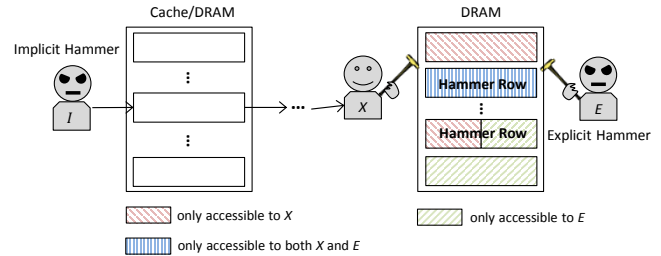 Cache/DRAM
DRAM
Implicit Hammer
I
X
E
Hammer Row
Hammer Row
Explicit Hammer
only accessible to X
only accessible to E
only accessible to both X and E